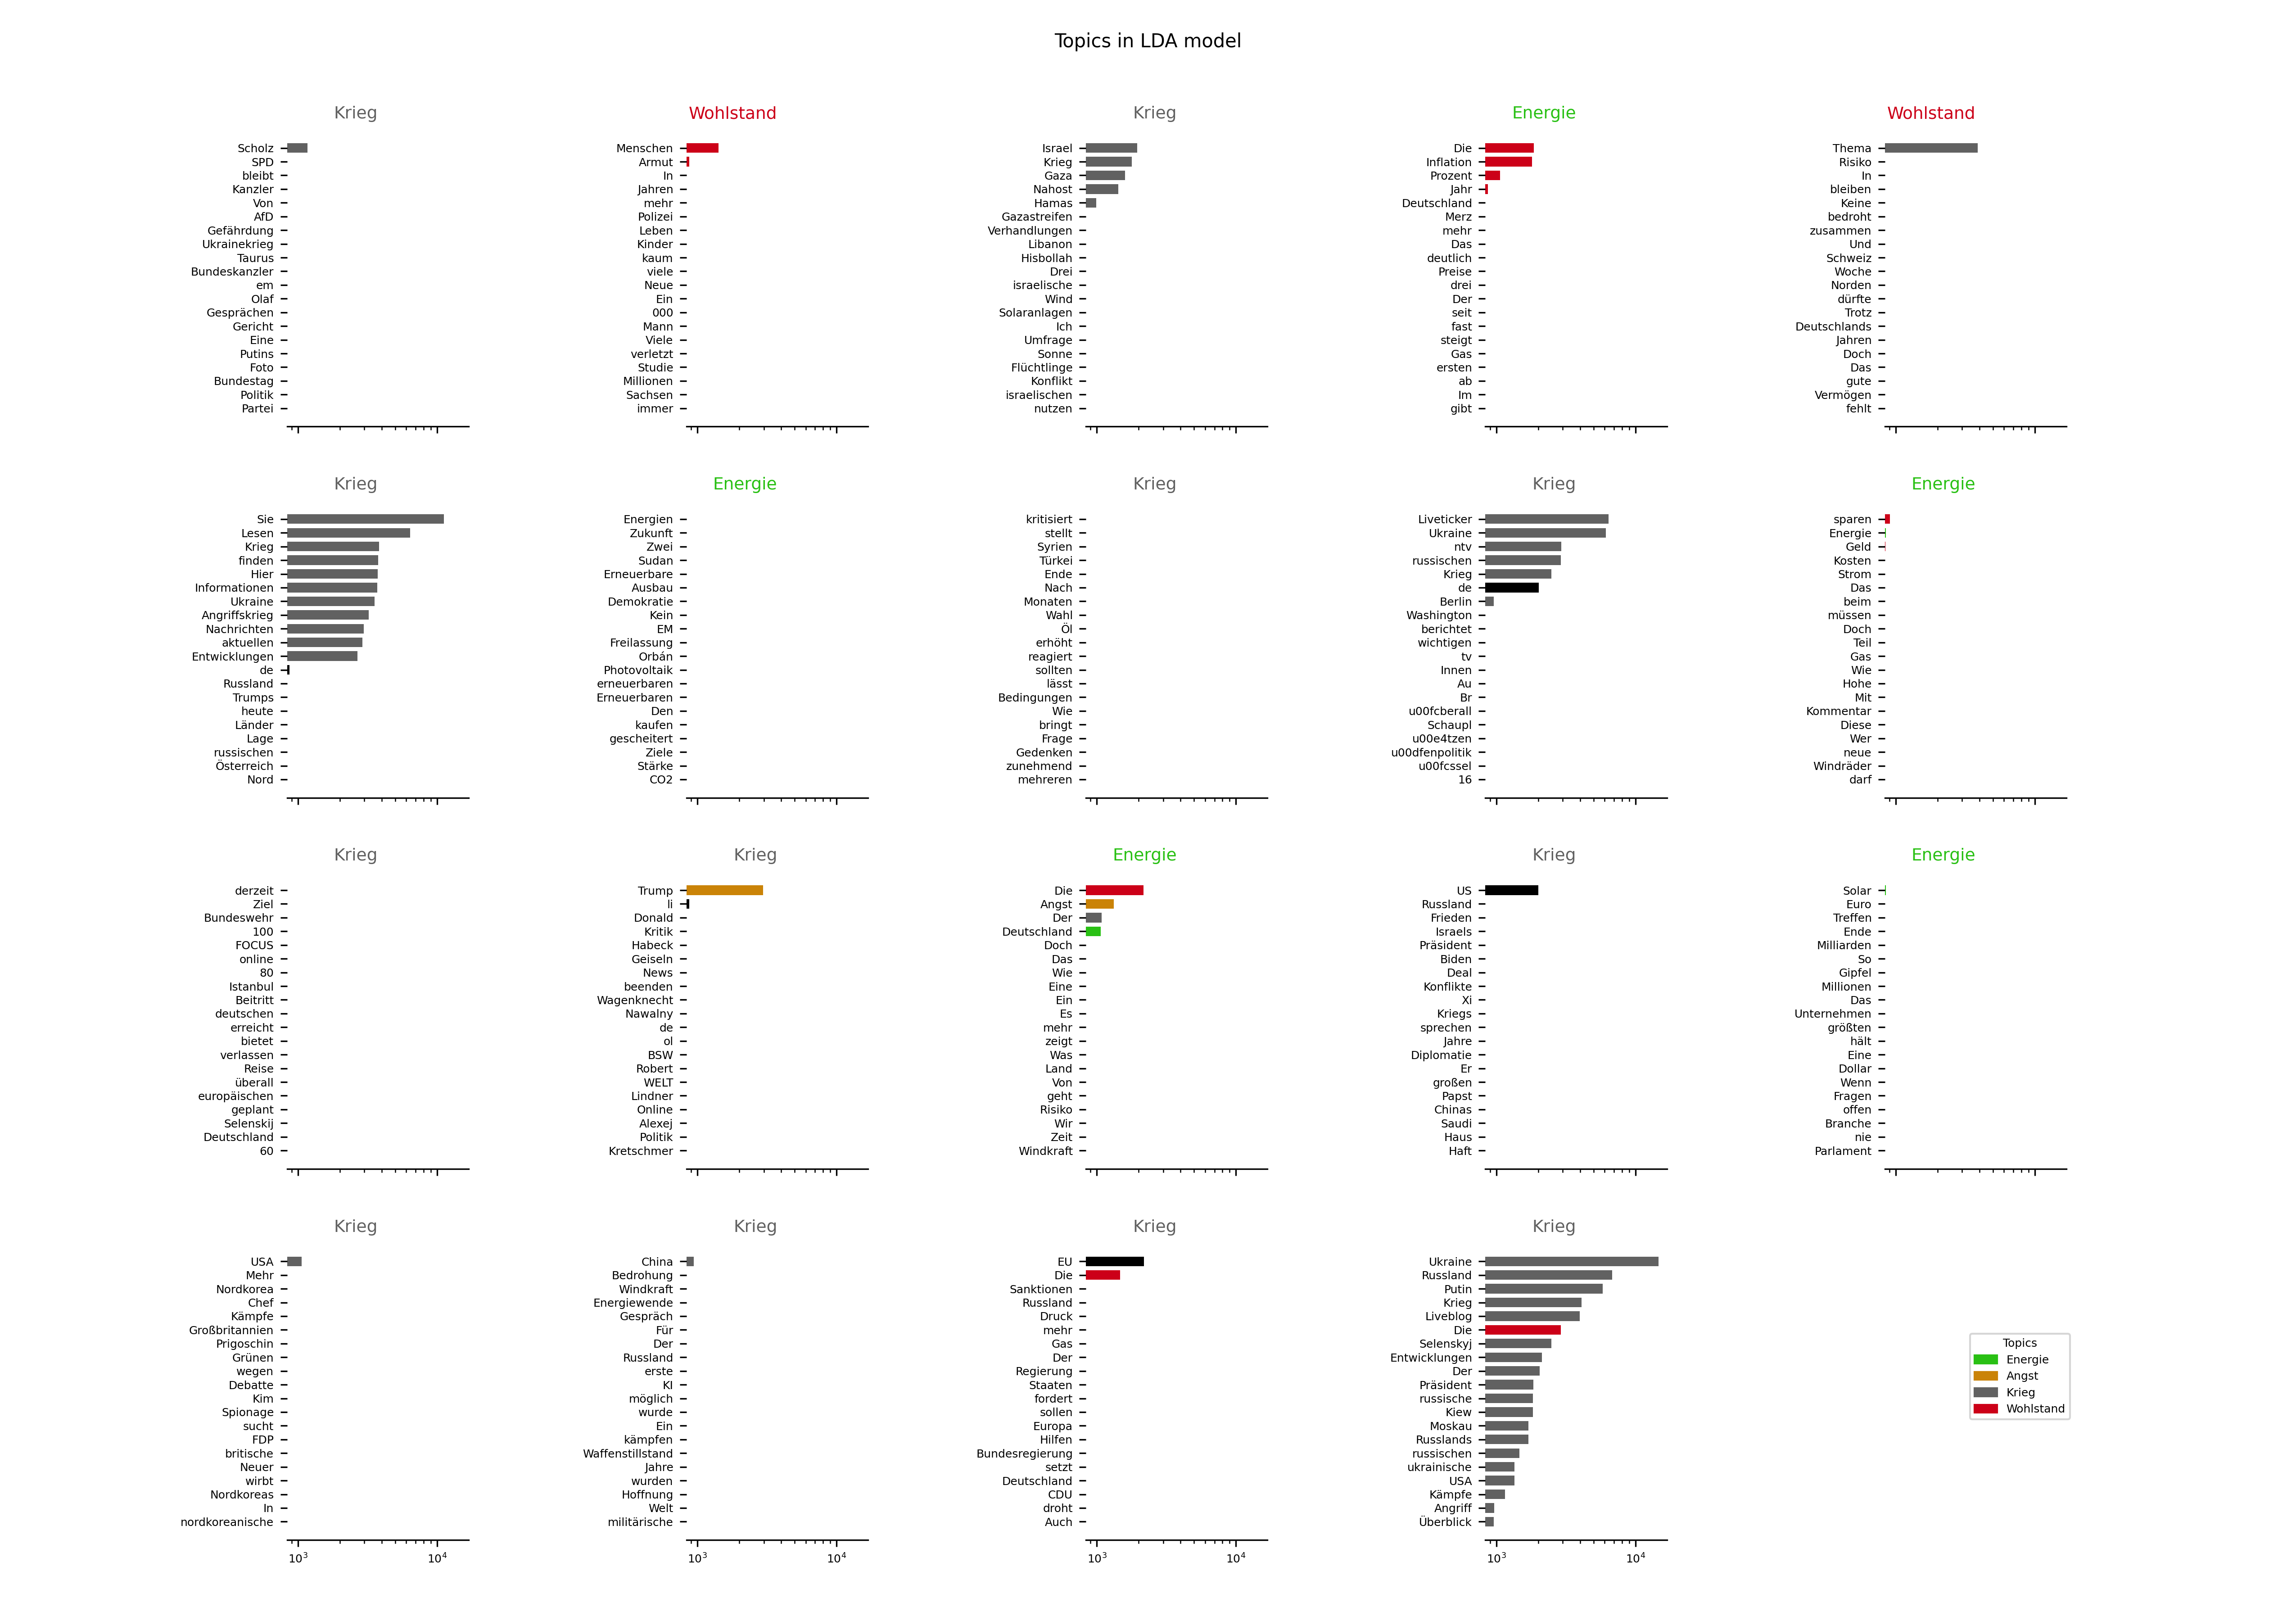 Topics in LDA model
Krieg
Scholz
SPD
bleibt
Kanzler
Von
AfD
Gefährdung
Ukrainekrieg
Taurus
Bundeskanzler
em
Olaf
Gesprächen
Gericht
Eine
Putins
Foto
Bundestag
Politik
Partei
Wohlstand
Menschen
Armut
In
Jahren
mehr
Polizei
Leben
Kinder
kaum
viele
Neue
Ein
000
Mann
Viele
verletzt
Studie
Millionen
Sachsen
immer
Krieg
Israel
Krieg
Gaza
Nahost
Hamas
Gazastreifen
Verhandlungen
Libanon
Hisbollah
Drei
israelische
Wind
Solaranlagen
Ich
Umfrage
Sonne
Flüchtlinge
Konflikt
israelischen
nutzen
Energie
Die
Inflation
Prozent
Jahr
Deutschland
Merz
mehr
Das
deutlich
Preise
drei
Der
seit
fast
steigt
Gas
ersten
ab
Im
gibt
Wohlstand
Thema
Risiko
In
bleiben
Keine
bedroht
zusammen
Und
Schweiz
Woche
Norden
dürfte
Trotz
Deutschlands
Jahren
Doch
Das
gute
Vermögen
fehlt
Krieg
Sie
Lesen
Krieg
finden
Hier
Informationen
Ukraine
Angriffskrieg
Nachrichten
aktuellen
Entwicklungen
de
Russland
Trumps
heute
Länder
Lage
russischen
Österreich
Nord
Energie
Energien
Zukunft
Zwei
Sudan
Erneuerbare
Ausbau
Demokratie
Kein
EM
Freilassung
Orbán
Photovoltaik
erneuerbaren
Erneuerbaren
Den
kaufen
gescheitert
Ziele
Stärke
CO2
Krieg
kritisiert
stellt
Syrien
Türkei
Ende
Nach
Monaten
Wahl
Öl
erhöht
reagiert
sollten
lässt
Bedingungen
Wie
bringt
Frage
Gedenken
zunehmend
mehreren
Krieg
Liveticker
Ukraine
ntv
russischen
Krieg
de
Berlin
Washington
berichtet
wichtigen
tv
Innen
Au
Br
u00fcberall
Schaupl
u00e4tzen
u00dfenpolitik
u00fcssel
16
Energie
sparen
Energie
Geld
Kosten
Strom
Das
beim
müssen
Doch
Teil
Gas
Wie
Hohe
Mit
Kommentar
Diese
Wer
neue
Windräder
darf
Krieg
derzeit
Ziel
Bundeswehr
100
FOCUS
online
80
Istanbul
Beitritt
deutschen
erreicht
bietet
verlassen
Reise
überall
europäischen
geplant
Selenskij
Deutschland
60
Krieg
Trump
li
Donald
Kritik
Habeck
Geiseln
News
beenden
Wagenknecht
Nawalny
de
ol
BSW
Robert
WELT
Lindner
Online
Alexej
Politik
Kretschmer
Energie
Die
Angst
Der
Deutschland
Doch
Das
Wie
Eine
Ein
Es
mehr
zeigt
Was
Land
Von
geht
Risiko
Wir
Zeit
Windkraft
Krieg
US
Russland
Frieden
Israels
Präsident
Biden
Deal
Konflikte
Xi
Kriegs
sprechen
Jahre
Diplomatie
Er
großen
Papst
Chinas
Saudi
Haus
Haft
Energie
Solar
Euro
Treffen
Ende
Milliarden
So
Gipfel
Millionen
Das
Unternehmen
größten
hält
Eine
Dollar
Wenn
Fragen
offen
Branche
nie
Parlament
Krieg
USA
Mehr
Nordkorea
Chef
Kämpfe
Großbritannien
Prigoschin
Grünen
wegen
Debatte
Kim
Spionage
sucht
FDP
britische
Neuer
wirbt
Nordkoreas
In
nordkoreanische
10³ 10⁴
Krieg
China
Bedrohung
Windkraft
Energiewende
Gespräch
Für
Der
Russland
erste
KI
möglich
wurde
Ein
kämpfen
Waffenstillstand
Jahre
wurden
Hoffnung
Welt
militärische
10³ 10⁴
Krieg
EU
Die
Sanktionen
Russland
Druck
mehr
Gas
Der
Regierung
Staaten
fordert
sollen
Europa
Hilfen
Bundesregierung
setzt
Deutschland
CDU
droht
Auch
10³ 10⁴
Krieg
Ukraine
Russland
Putin
Krieg
Liveblog
Die
Selenskyj
Entwicklungen
Der
Präsident
russische
Kiew
Moskau
Russlands
russischen
ukrainische
USA
Kämpfe
Angriff
Überblick
10³ 10⁴
Topics
Energie
Angst
Krieg
Wohlstand